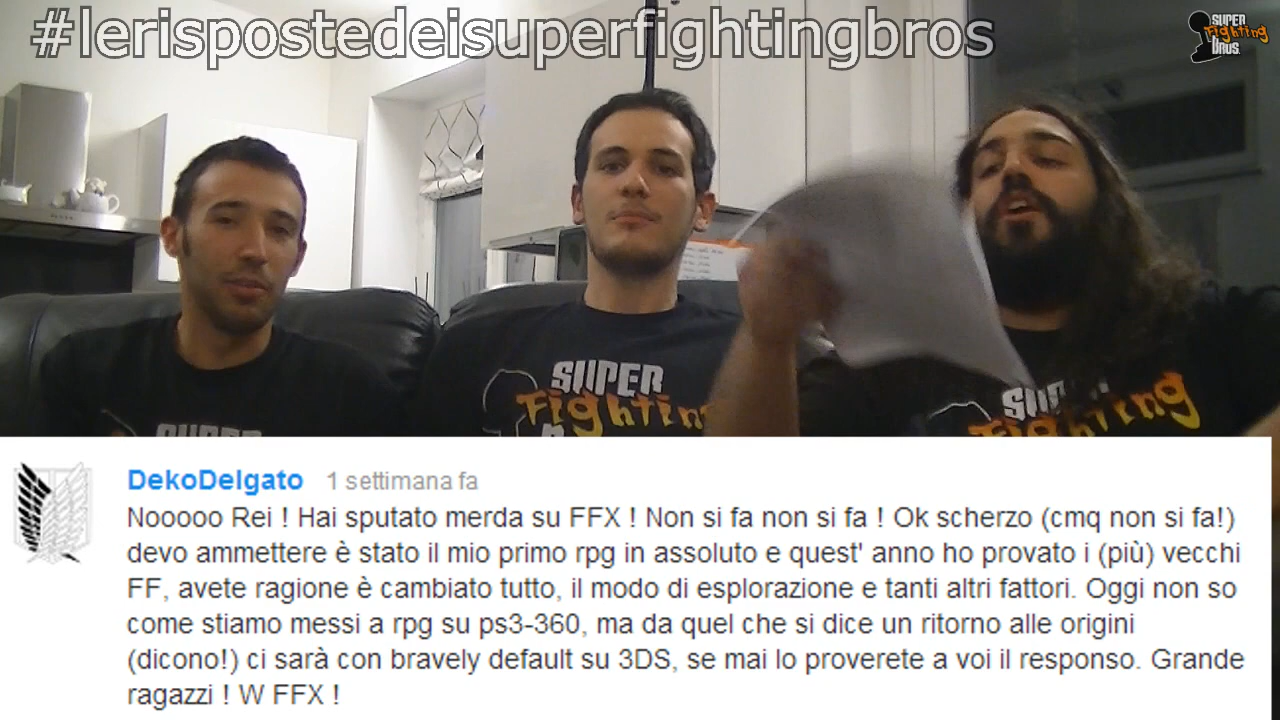 #lerispostedeisuperfightingbros
SUPER
Fighting
BROS.
SUPER
Fighting
SUPER
Fighting
SUPER
DekoDelgato 1 settimana fa
Nooooo Rei ! Hai sputato merda su FFX ! Non si fa non si fa ! Ok scherzo (cmq non si fa!)
devo ammettere è stato il mio primo rpg in assoluto e quest' anno ho provato i (più) vecchi
FF, avete ragione è cambiato tutto, il modo di esplorazione e tanti altri fattori. Oggi non so
come stiamo messi a rpg su ps3-360, ma da quel che si dice un ritorno alle origini
(dicono!) ci sarà con bravely default su 3DS, se mai lo proverete a voi il responso. Grande
ragazzi ! W FFX !